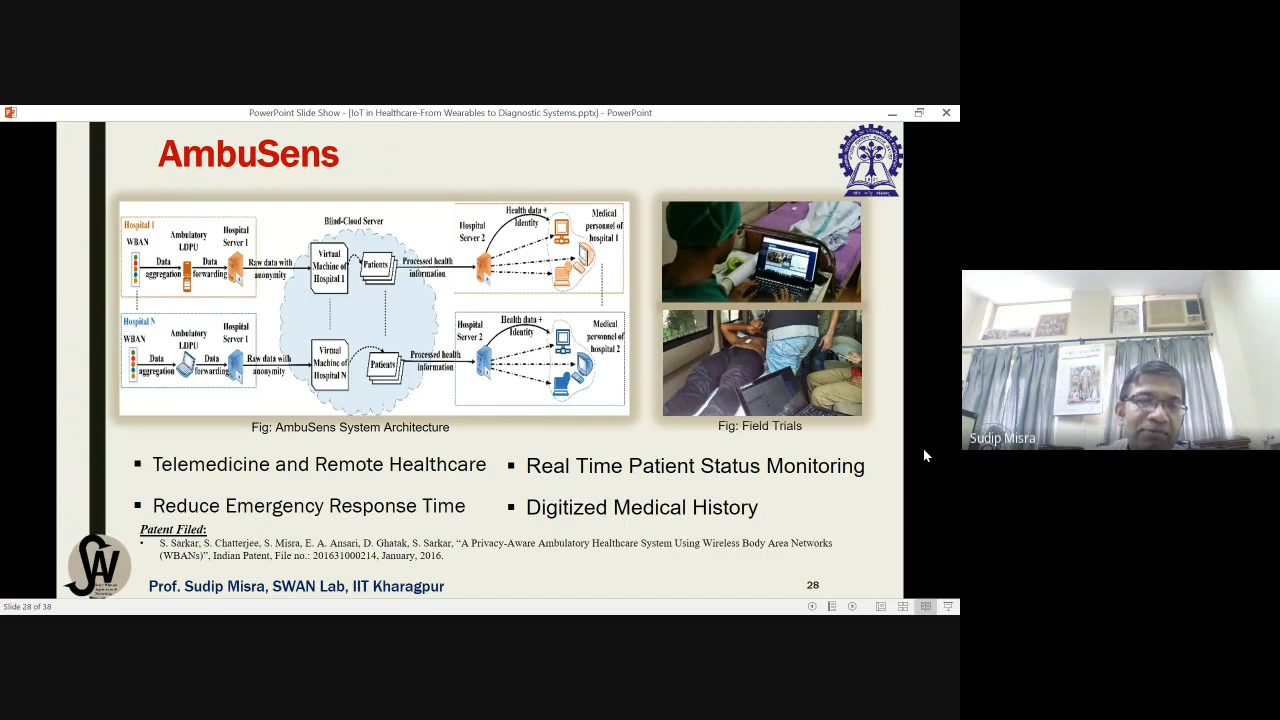 PowerPoint Slide Show - [IoT in Healthcare-From Wearables to Diagnostic Systems.pptx] - PowerPoint
AmbuSens
Hospital 1
WBAN
Ambulatory
LDPU
Hospital
Server 1
Data
aggregation
Data
forwarding
Raw data with
anonymity
Blind-Cloud Server
Virtual
Machine of
Hospital 1
Patients
Processed health
information
Hospital
Server 2
Health data +
Identity
Medical
personnel of
hospital 1
Hospital N
WBAN
Ambulatory
LDPU
Hospital
Server 1
Data
aggregation
Data
forwarding
Raw data with
anonymity
Virtual
Machine of
Hospital N
Patients
Processed health
information
Hospital
Server 2
Health data +
Identity
Medical
personnel of
hospital 2
Fig: AmbuSens System Architecture
Fig: Field Trials
▪ Telemedicine and Remote Healthcare
▪ Real Time Patient Status Monitoring
▪ Reduce Emergency Response Time
▪ Digitized Medical History
Patent Filed:
• S. Sarkar, S. Chatterjee, S. Misra, E. A. Ansari, D. Ghatak, S. Sarkar, “A Privacy-Aware Ambulatory Healthcare System Using Wireless Body Area Networks
(WBANs)”, Indian Patent, File no.: 201631000214, January, 2016.
SWAN
Prof. Sudip Misra, SWAN Lab, IIT Kharagpur
28
Slide 28 of 38
Sudip Misra